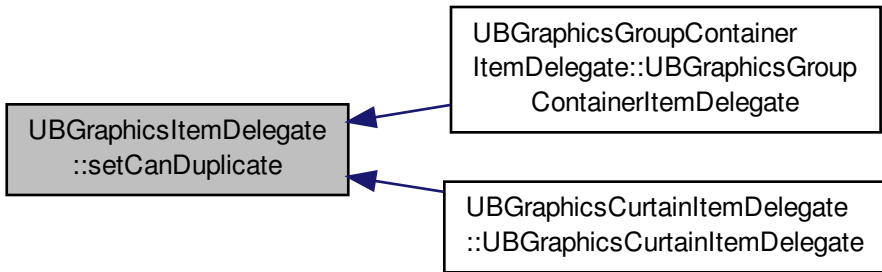 UBGraphicsItemDelegate
::setCanDuplicate
UBGraphicsGroupContainer
ItemDelegate::UBGraphicsGroup
ContainerItemDelegate
UBGraphicsCurtainItemDelegate
::UBGraphicsCurtainItemDelegate